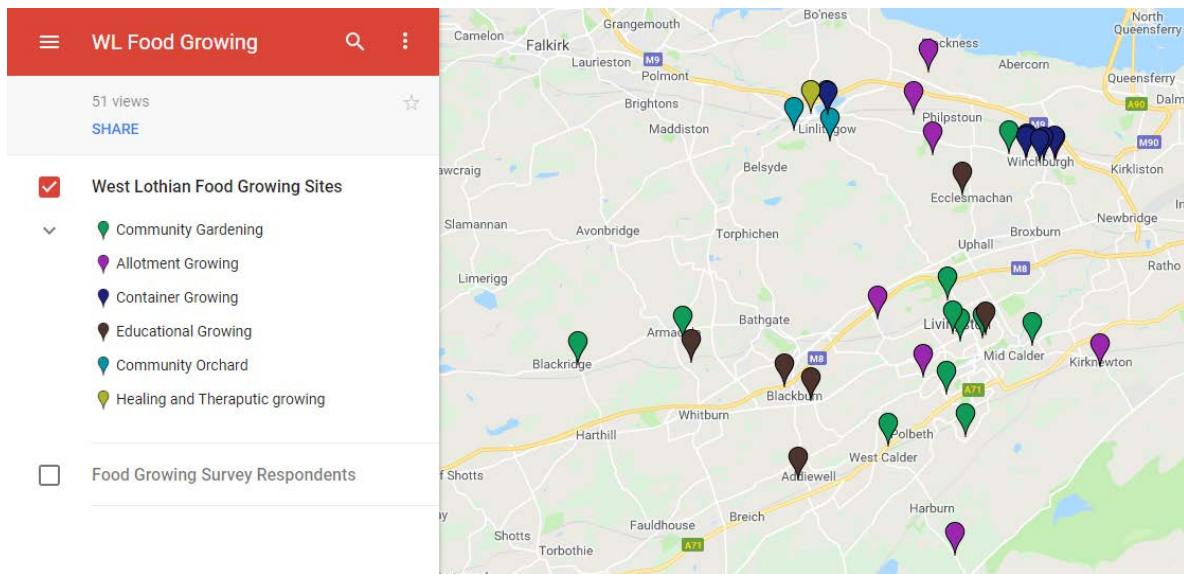 WL Food Growing
51 views
SHARE
West Lothian Food Growing Sites
Community Gardening
Allotment Growing
Container Growing
Educational Growing
Community Orchard
Healing and Theraputic growing
Food Growing Survey Respondents
Bo'ness
North
Queensferry
Grangemouth
Camelon
Falkirk
Laurieston
M9
Polmont
Abercorn
Queensferry
A90
Brightons
Maddiston
Linlithgow
Philpstoun
M9
M90
Winchburgh
Kirkliston
Belsyde
Ecclesmachan
Newbridge
Slamannan
Avonbridge
Torphichen
Broxburn
Uphall
M8
Ratho
Limerigg
Bathgate
Mid Calder
Kirknewton
Blackridge
M8
A71
Blackburn
Whitburn
Harthill
Polbeth
West Calder
Addiewell
Harburn
Breich
Fauldhouse
Shotts
A71
Torbothie